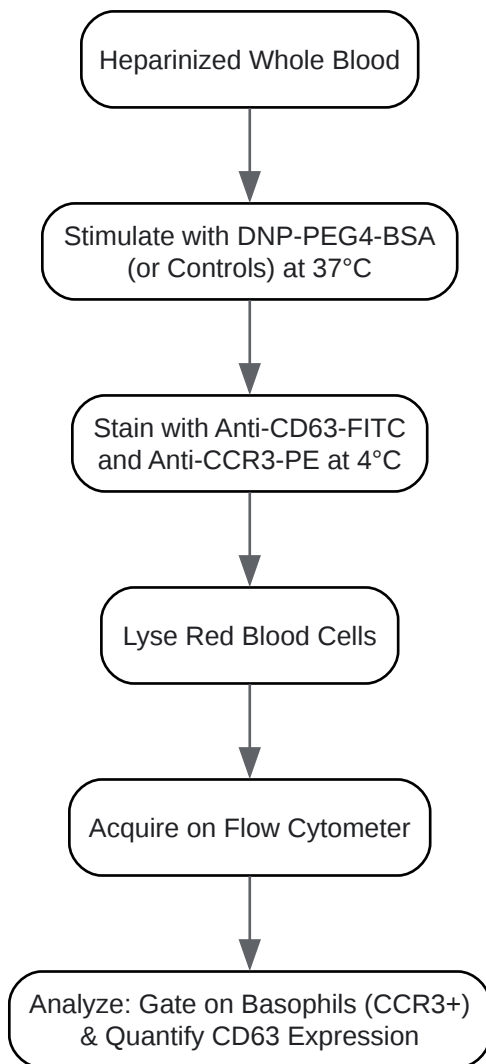 Heparinized Whole Blood
Stimulate with DNP-PEG4-BSA
(or Controls) at 37°C
Stain with Anti-CD63-FITC
and Anti-CCR3-PE at 4°C
Lyse Red Blood Cells
Acquire on Flow Cytometer
Analyze: Gate on Basophils (CCR3+)
& Quantify CD63 Expression